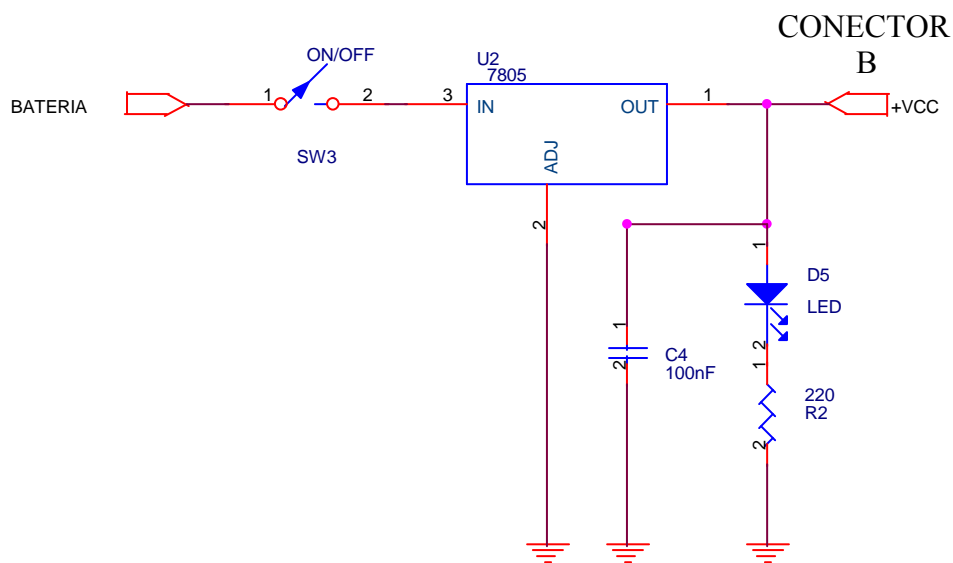 CONECTOR
B
ON/OFF
U2
7805
BATERIA
1
2
3
IN
OUT
1
+VCC
SW3
ADJ
2
1
D5
LED
1
2
C4
100nF
2
1
220
R2
2